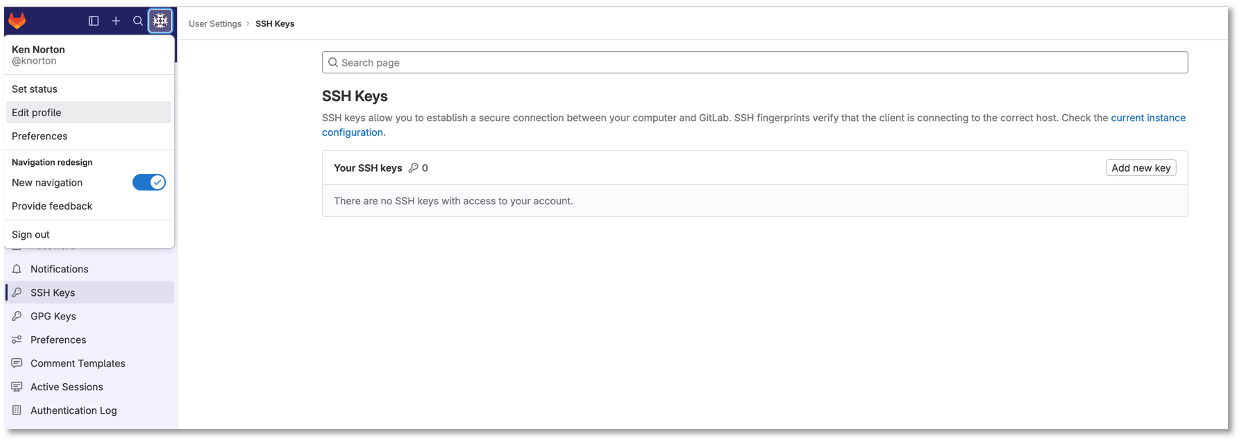 User Settings > SSH Keys
Ken Norton
@knorton
Set status
Edit profile
Preferences
Navigation redesign
New navigation
Provide feedback
Sign out
Notifications
SSH Keys
GPG Keys
Preferences
Comment Templates
Active Sessions
Authentication Log
Search page
SSH Keys
SSH keys allow you to establish a secure connection between your computer and GitLab. SSH fingerprints verify that the client is connecting to the correct host. Check the current instance
configuration.
Your SSH keys 0
Add new key
There are no SSH keys with access to your account.